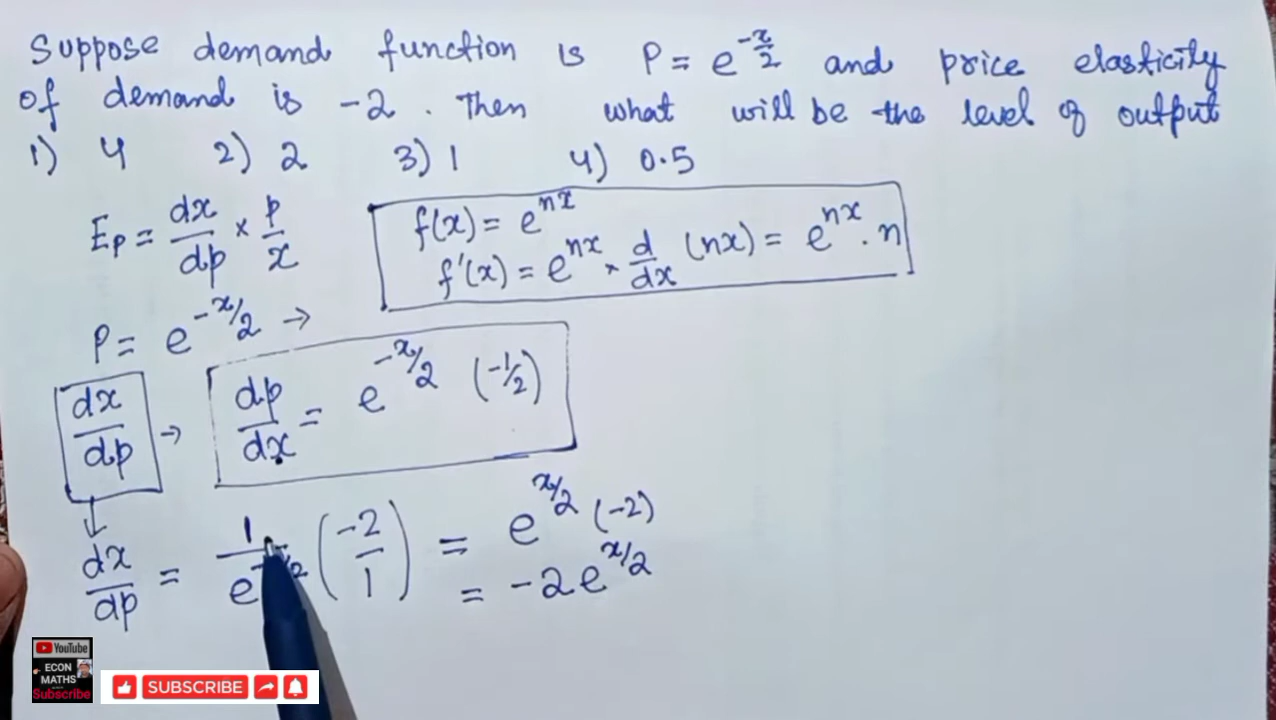 Suppose demand function is P = e^{-x/2} and price elasticity
of demand is -2. Then what will be the level of output
1) 4 2) 2 3) 1 4) 0.5
E_p = dx/dp × p/x
f(x) = e^{nx}
f'(x) = e^{nx} × d/dx (nx) = e^{nx} . n
P = e^{-x/2} →
dx/dp → dp/dx = e^{-x/2} (-1/2)
↓
dx/dp = 1/e^{-x/2} (-2/1) = e^{x/2} (-2)
= -2e^{x/2}
YouTube
ECON
MATHS
Subscribe
SUBSCRIBE